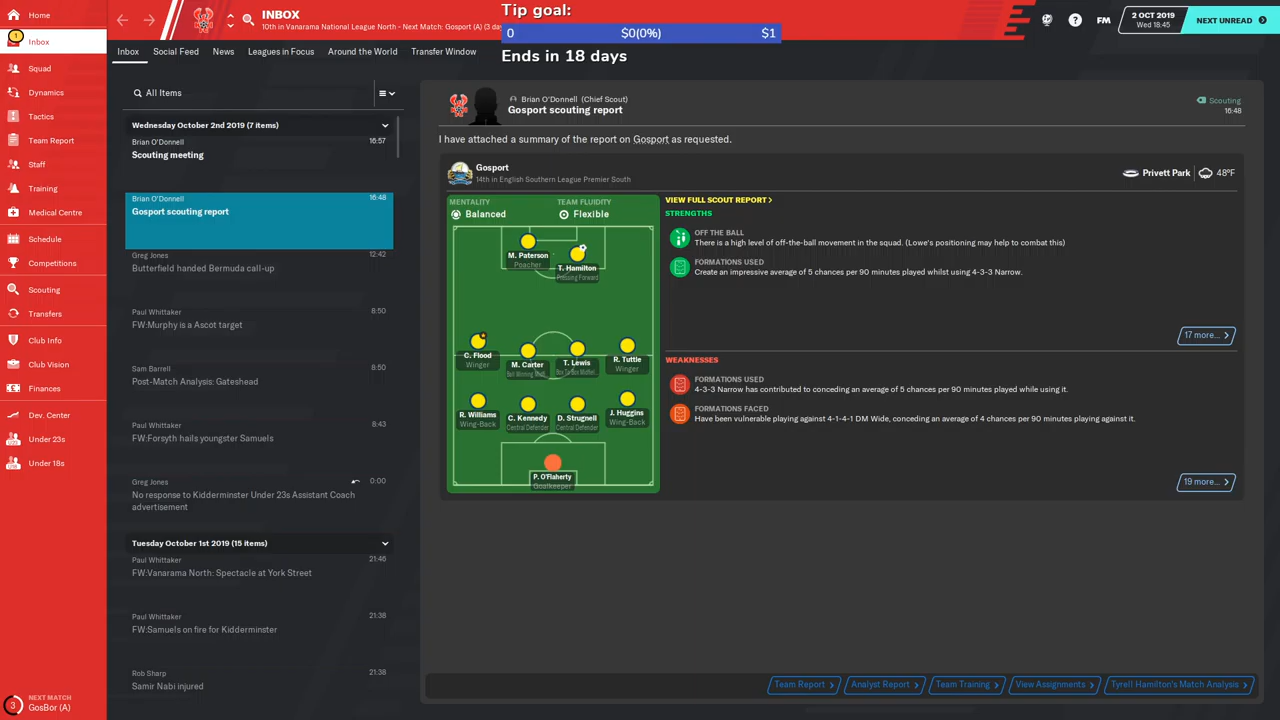 Home
1
Inbox
Squad
Dynamics
Tactics
Team Report
Staff
Training
Medical Centre
Schedule
Competitions
Scouting
Transfers
Club Info
Club Vision
Finances
Dev. Center
Under 23s
Under 18s
3
NEXT MATCH
GosBor (A)
INBOX
10th in Vanarama National League North - Next Match: Gosport (A) (3 day
Tip goal:
0 $0(0%) $1
Ends in 18 days
?
FM
2 OCT 2019
Wed 18:45
NEXT UNREAD
Inbox Social Feed News Leagues in Focus Around the World Transfer Window
All Items
Wednesday October 2nd 2019 (7 items)
Brian O'Donnell 16:57
Scouting meeting
Brian O'Donnell 16:48
Gosport scouting report
Greg Jones 12:42
Butterfield handed Bermuda call-up
Paul Whittaker 8:50
FW:Murphy is a Ascot target
Sam Barrell 8:50
Post-Match Analysis: Gateshead
Paul Whittaker 8:43
FW:Forsyth hails youngster Samuels
Greg Jones 0:00
No response to Kidderminster Under 23s Assistant Coach
advertisement
Tuesday October 1st 2019 (15 items)
Paul Whittaker 21:46
FW:Vanarama North: Spectacle at York Street
Paul Whittaker 21:38
FW:Samuels on fire for Kidderminster
Rob Sharp 21:38
Samir Nabi injured
Brian O'Donnell (Chief Scout)
Gosport scouting report
Scouting
16:48
I have attached a summary of the report on Gosport as requested.
Gosport
14th in English Southern League Premier South
Privett Park 48°F
MENTALITY TEAM FLUIDITY
Balanced Flexible
M. Paterson
Poacher
T. Hamilton
Pressing Forward
C. Flood
Winger
M. Carter
T. Lewis
R. Tuttle
Winger
R. Williams
Wing-Back
C. Kennedy
Central Defender
D. Strugnell
Central Defender
J. Huggins
Wing-Back
P. O'Flaherty
Goalkeeper
VIEW FULL SCOUT REPORT >
STRENGTHS
OFF THE BALL
There is a high level of off-the-ball movement in the squad. (Lowe's positioning may help to combat this)
FORMATIONS USED
Create an impressive average of 5 chances per 90 minutes played whilst using 4-3-3 Narrow.
17 more... >
WEAKNESSES
FORMATIONS USED
4-3-3 Narrow has contributed to conceding an average of 5 chances per 90 minutes played while using it.
FORMATIONS FACED
Have been vulnerable playing against 4-1-4-1 DM Wide, conceding an average of 4 chances per 90 minutes playing against it.
19 more... >
Team Report > Analyst Report > Team Training > View Assignments > Tyrell Hamilton's Match Analysis >